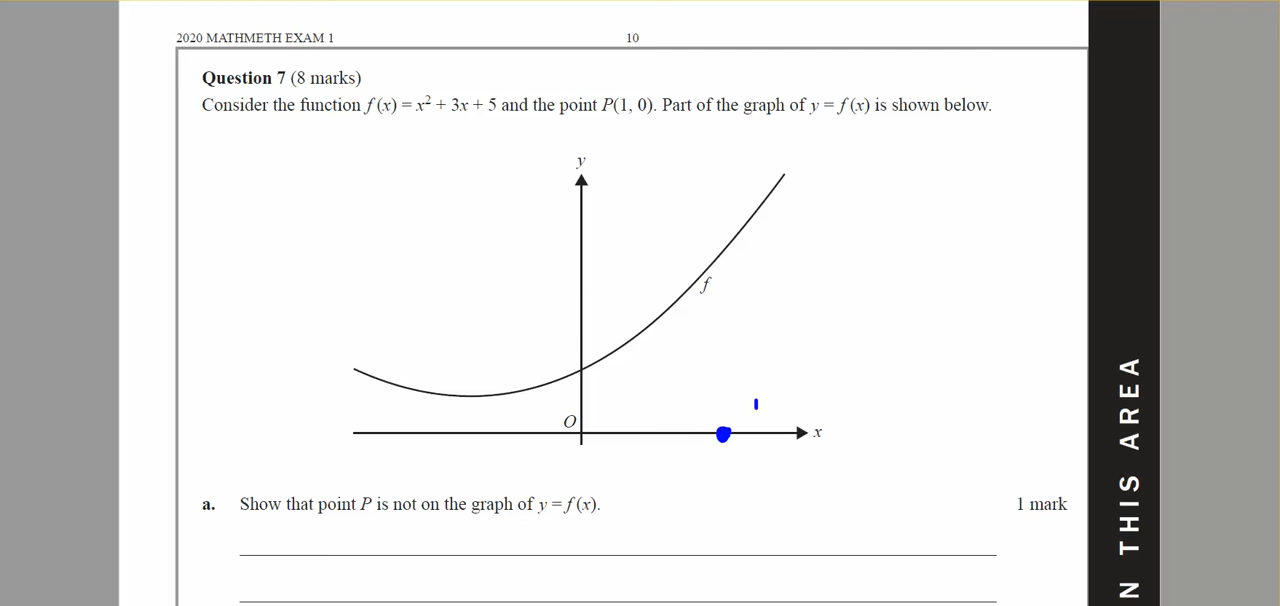 2020 MATHMETH EXAM 1
10
Question 7 (8 marks)
Consider the function f(x) = x² + 3x + 5 and the point P(1, 0). Part of the graph of y = f(x) is shown below.
y
f
O
x
a. Show that point P is not on the graph of y = f(x). 1 mark
N THIS AREA